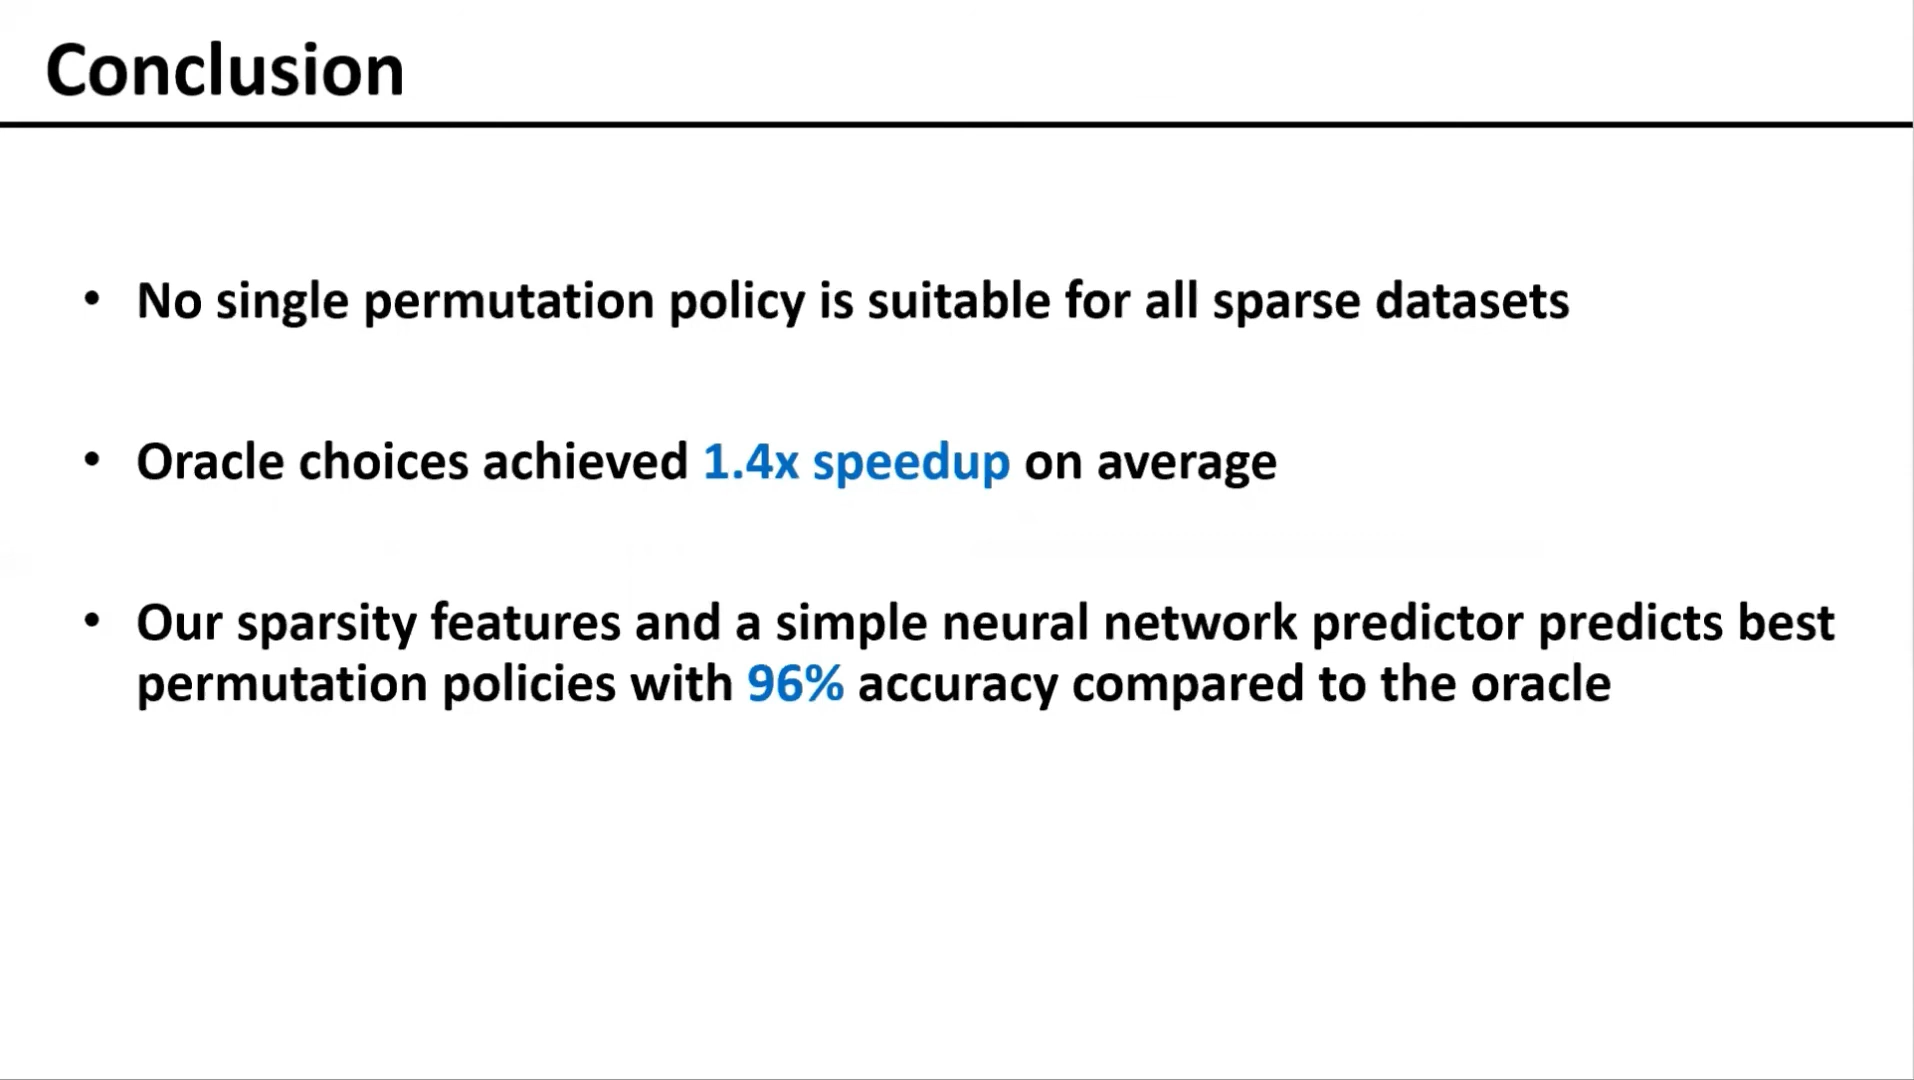 Conclusion
• No single permutation policy is suitable for all sparse datasets
• Oracle choices achieved 1.4x speedup on average
• Our sparsity features and a simple neural network predictor predicts best
permutation policies with 96% accuracy compared to the oracle